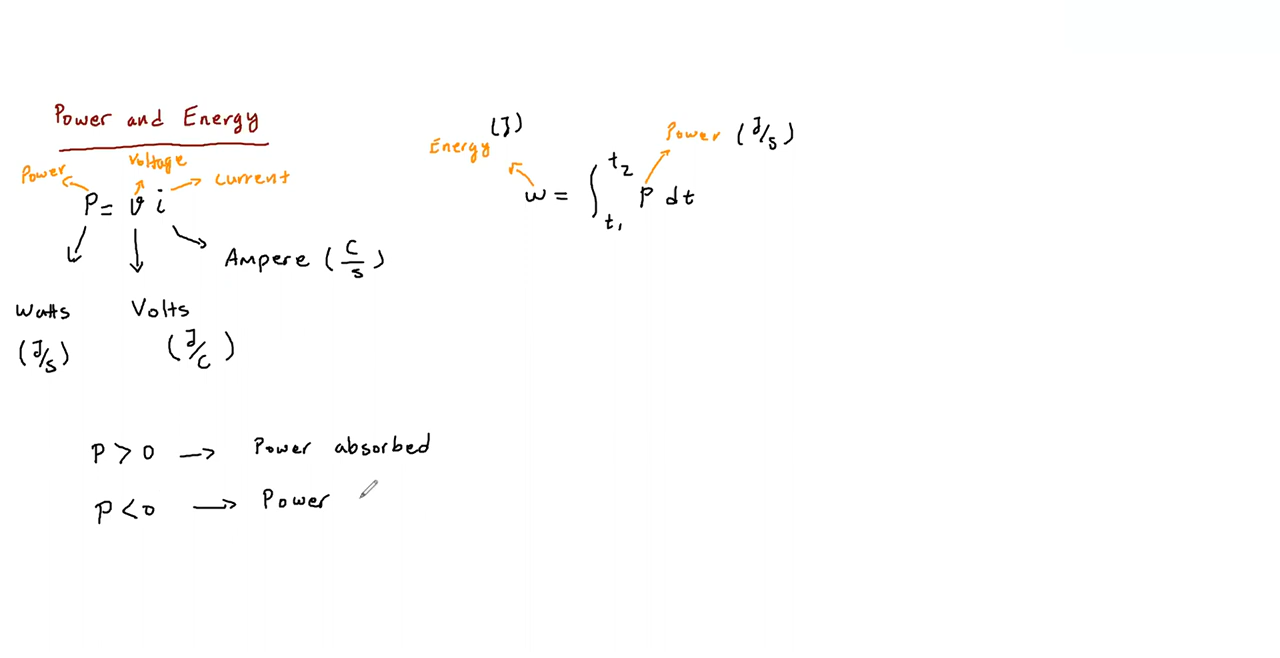 Power and Energy
Power
Voltage
current
P = v i
Watts
(J/s)
Volts
(J/C)
Ampere (C/s)
Energy (J)
Power (J/s)
w = ∫ t₁ t₂ P dt
P > 0 → Power absorbed
P < 0 → Power